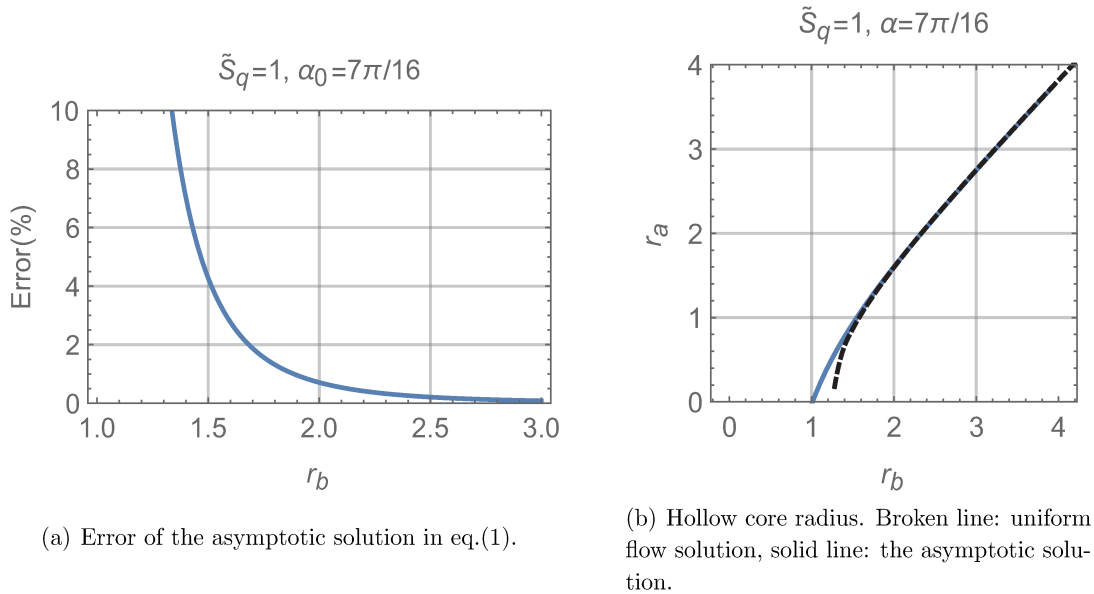 S̃q=1, α0=7π/16
10
8
6
4
2
0
Error(%)
1.0 1.5 2.0 2.5 3.0
rb
(a) Error of the asymptotic solution in eq.(1).
S̃q=1, α=7π/16
4
3
2
1
0
ra
0 1 2 3 4
rb
(b) Hollow core radius. Broken line: uniform
flow solution, solid line: the asymptotic solu-
tion.